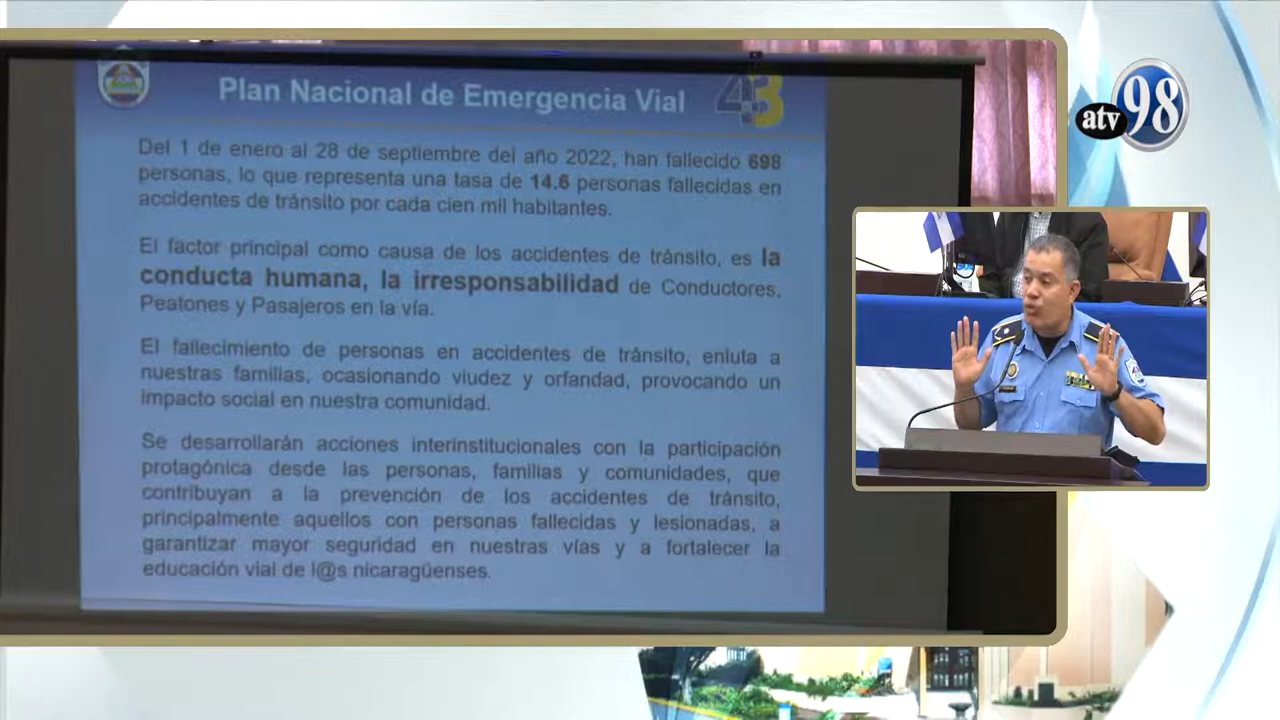 Plan Nacional de Emergencia Vial
43
Del 1 de enero al 28 de septiembre del año 2022, han fallecido 698
personas, lo que representa una tasa de 14.6 personas fallecidas en
accidentes de tránsito por cada cien mil habitantes.
El factor principal como causa de los accidentes de tránsito, es la
conducta humana, la irresponsabilidad de Conductores,
Peatones y Pasajeros en la vía.
El fallecimiento de personas en accidentes de tránsito, enluta a
nuestras familias, ocasionando viudez y orfandad, provocando un
impacto social en nuestra comunidad.
Se desarrollarán acciones interinstitucionales con la participación
protagónica desde las personas, familias y comunidades, que
contribuyan a la prevención de los accidentes de tránsito,
principalmente aquellos con personas fallecidas y lesionadas, a
garantizar mayor seguridad en nuestras vías y a fortalecer la
educación vial de l@s nicaragüenses.
atv 98